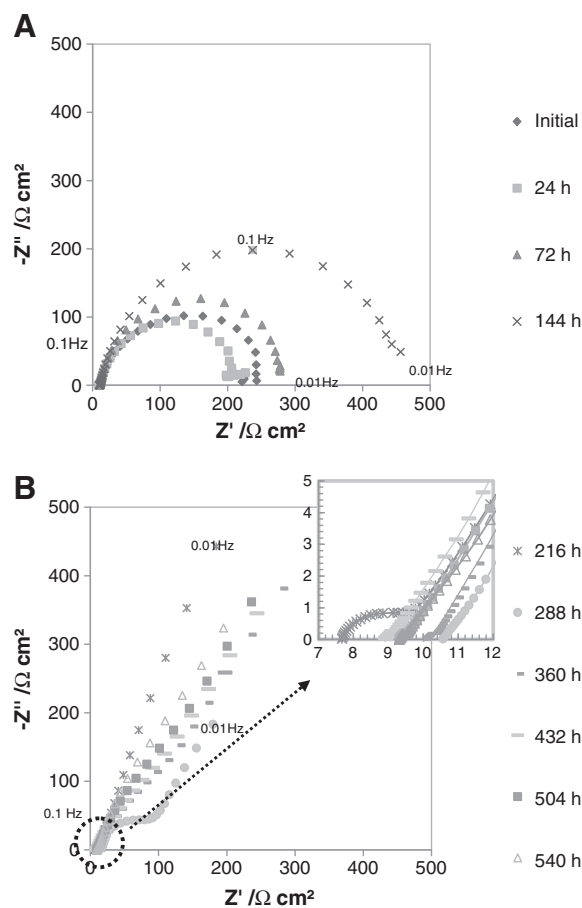 A
500
400
300
200
100
0
-Z" /Ω cm²
0.1Hz
0.1Hz
0.01Hz
0.01Hz
0
100
200
300
400
500
Z' /Ω cm²
Initial
24 h
72 h
144 h
B
500
400
300
200
100
0
-Z" /Ω cm²
0.01Hz
0.01Hz
0.1 Hz
0
100
200
300
400
500
Z' /Ω cm²
5
4
3
2
1
0
7
8
9
10
11
12
216 h
288 h
360 h
432 h
504 h
540 h